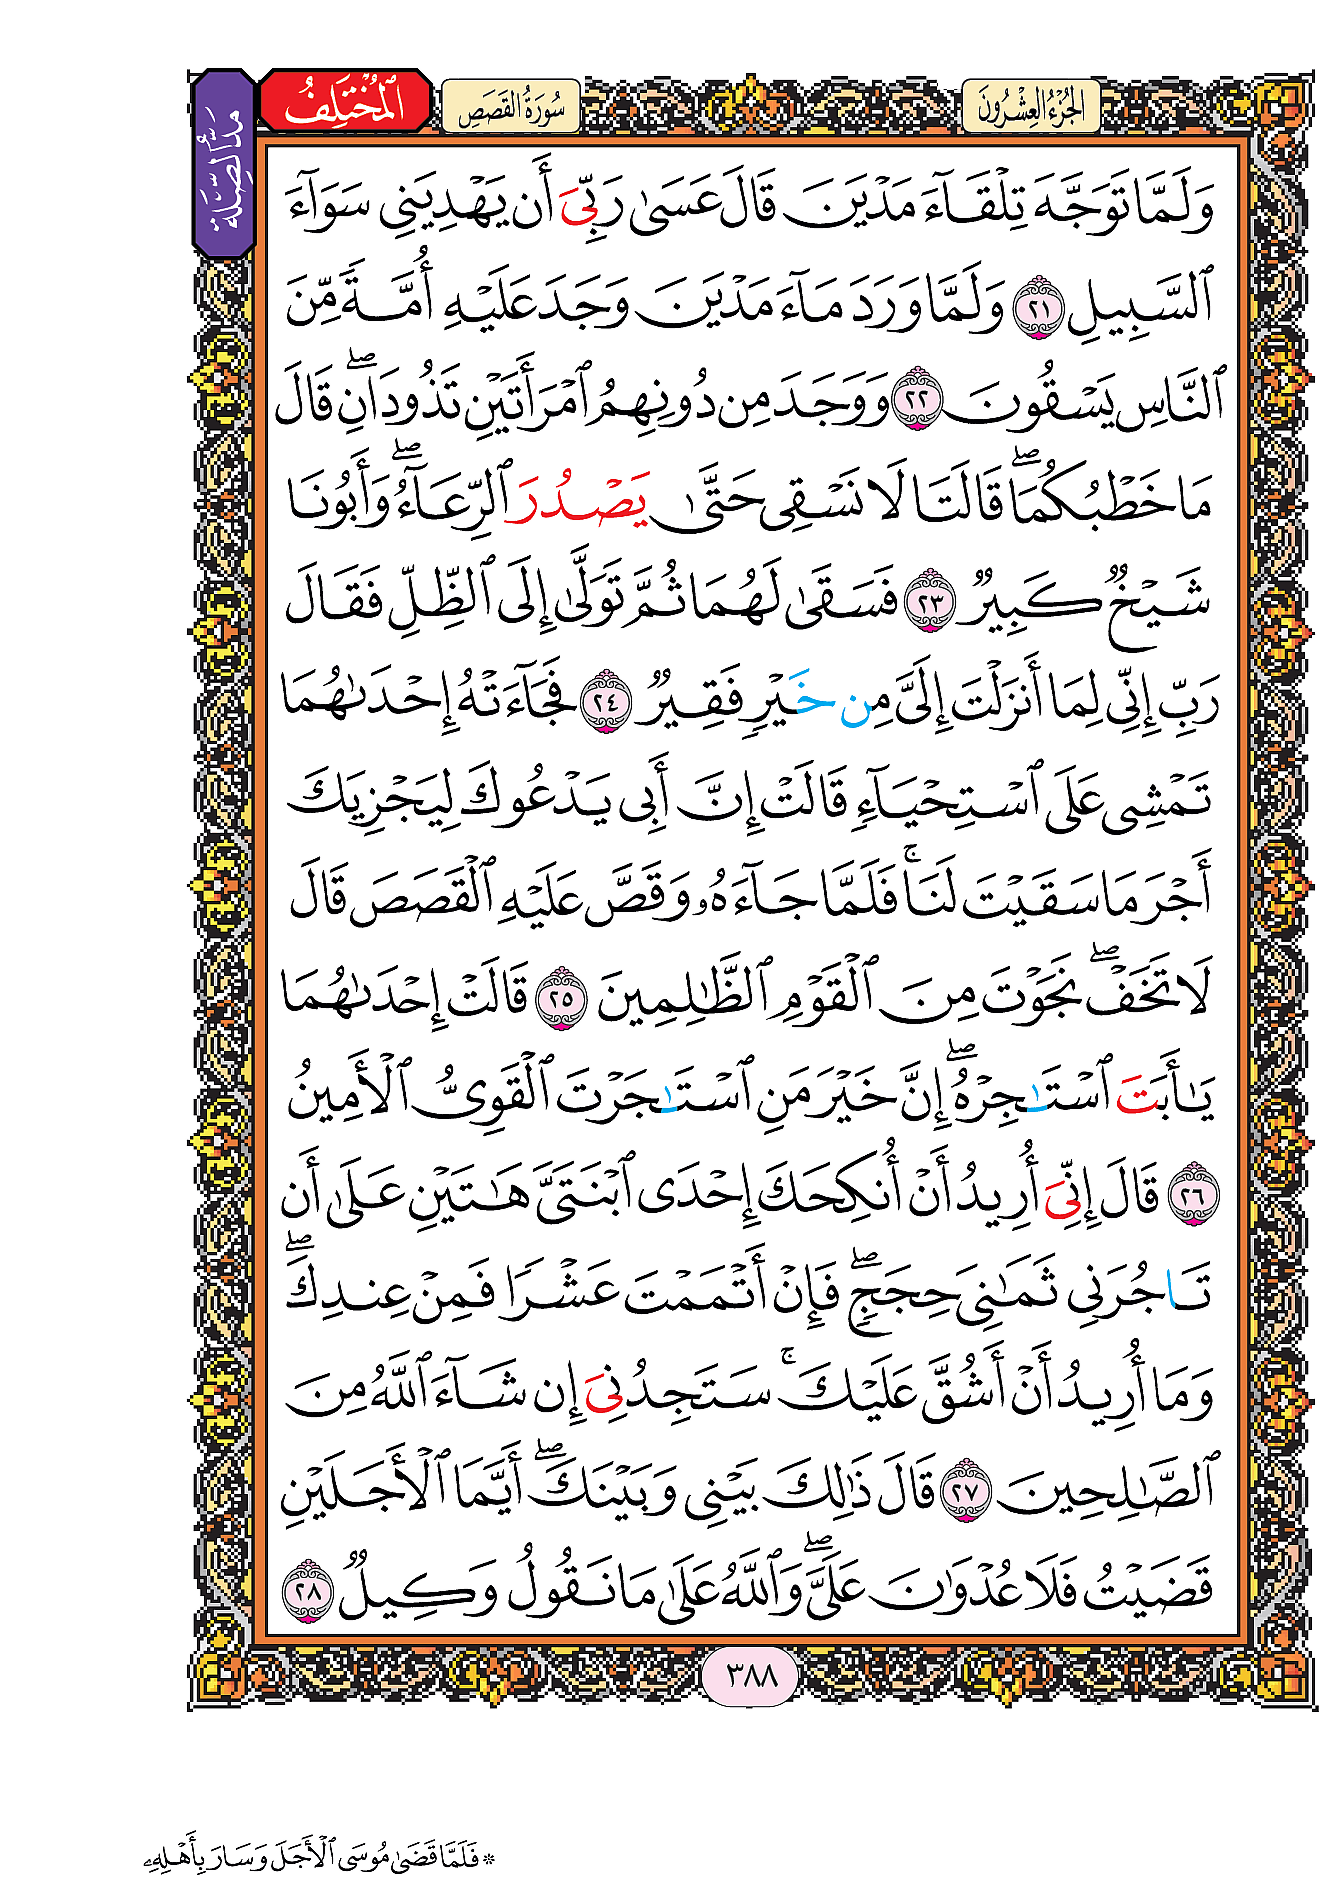 الجُزْءُ العِشْرُونَ
سُورَةُ القَصَصِ
المُخْتَلِفُ
مَدُّ الصِّلَة
وَلَمَّا تَوَجَّهَ تِلْقَآءَ مَدْيَنَ قَالَ عَسَىٰ رَبِّىَ أَن يَهْدِيَنِى سَوَآءَ
ٱلسَّبِيلِ ٢١ وَلَمَّا وَرَدَ مَآءَ مَدْيَنَ وَجَدَ عَلَيْهِ أُمَّةً مِّنَ
ٱلنَّاسِ يَسْقُونَ ٢٢ وَوَجَدَ مِن دُونِهِمُ ٱمْرَأَتَيْنِ تَذُودَانِۖ قَالَ
مَا خَطْبُكُمَاۖ قَالَتَا لَا نَسْقِى حَتَّىٰ يَصْدُرَ ٱلرِّعَآءُۖ وَأَبُونَا
شَيْخٌ كَبِيرٌ ٢٣ فَسَقَىٰ لَهُمَا ثُمَّ تَوَلَّىٰ إِلَى ٱلظِّلِّ فَقَالَ
رَبِّ إِنِّى لِمَا أَنزَلْتَ إِلَىَّ مِن خَيْرٍ فَقِيرٌ ٢٤ فَجَآءَتْهُ إِحْدَىٰهُمَا
تَمْشِى عَلَى ٱسْتِحْيَآءٍ قَالَتْ إِنَّ أَبِى يَدْعُوكَ لِيَجْزِيَكَ
أَجْرَ مَا سَقَيْتَ لَنَاۚ فَلَمَّا جَآءَهُۥ وَقَصَّ عَلَيْهِ ٱلْقَصَصَ قَالَ
لَا تَخَفْۖ نَجَوْتَ مِنَ ٱلْقَوْمِ ٱلظَّٰلِمِينَ ٢٥ قَالَتْ إِحْدَىٰهُمَا
يَٰأَبَتَ ٱسْتَٰجِرْهُۖ إِنَّ خَيْرَ مَنِ ٱسْتَٰجَرْتَ ٱلْقَوِىُّ ٱلْأَمِينُ
٢٦ قَالَ إِنِّىَ أُرِيدُ أَنْ أُنكِحَكَ إِحْدَى ٱبْنَتَىَّ هَٰتَيْنِ عَلَىٰ أَن
تَاجُرَنِى ثَمَٰنِىَ حِجَجٍۖ فَإِنْ أَتْمَمْتَ عَشْرًا فَمِنْ عِندِكَۖ
وَمَا أُرِيدُ أَنْ أَشُقَّ عَلَيْكَۚ سَتَجِدُنِىَ إِن شَآءَ ٱللَّهُ مِنَ
ٱلصَّٰلِحِينَ ٢٧ قَالَ ذَٰلِكَ بَيْنِى وَبَيْنَكَۖ أَيَّمَا ٱلْأَجَلَيْنِ
قَضَيْتُ فَلَا عُدْوَٰنَ عَلَىَّۖ وَٱللَّهُ عَلَىٰ مَا نَقُولُ وَكِيلٌ ٢٨
٣٨٨
* فَلَمَّا قَضَىٰ مُوسَى ٱلْأَجَلَ وَسَارَ بِأَهْلِهِۦ